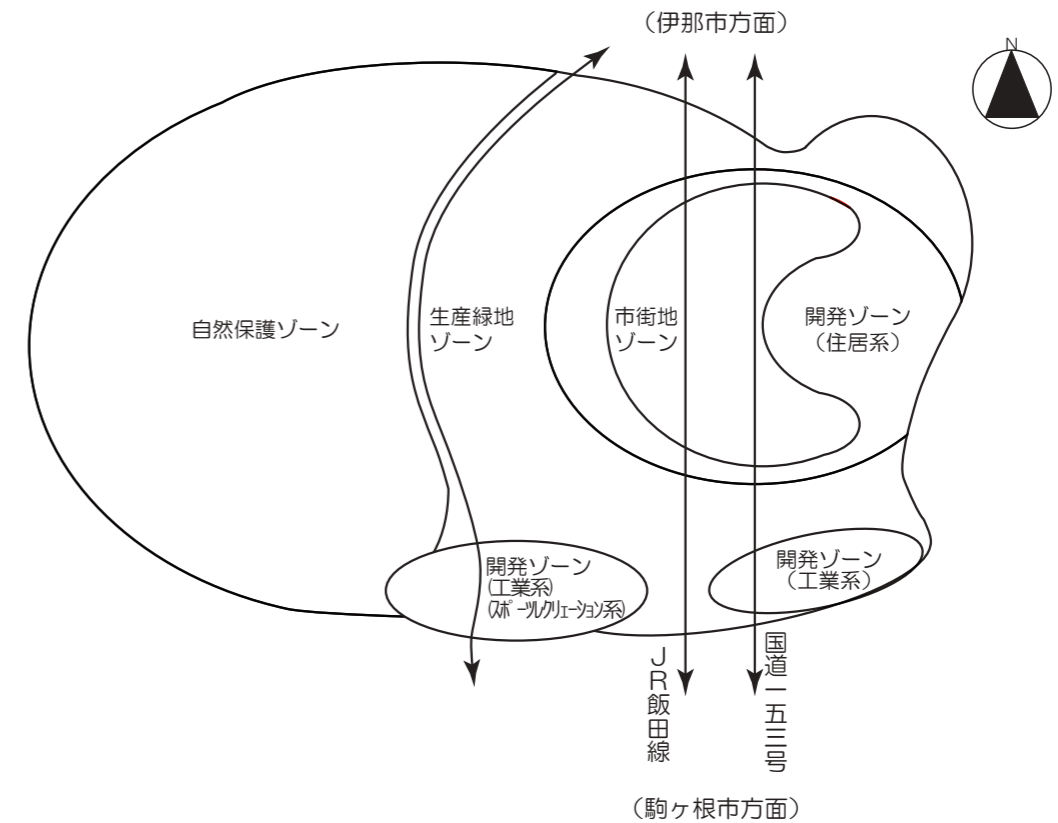 （伊那市方面）
N
自然保護ゾーン
生産緑地
ゾーン
市街地
ゾーン
開発ゾーン
（住居系）
開発ゾーン
(工業系)
(スポーツレクリエーション系)
開発ゾーン
（工業系）
ＪＲ飯田線
国道一五三号
（駒ヶ根市方面）